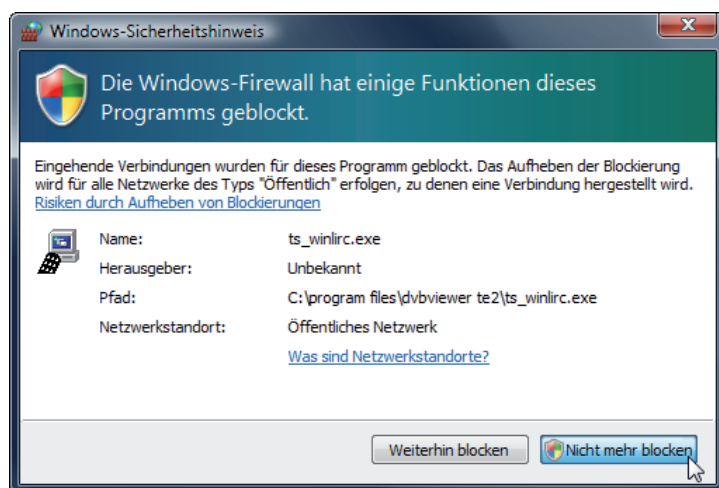 Windows-Sicherheitshinweis
Die Windows-Firewall hat einige Funktionen dieses
Programms geblockt.
Eingehende Verbindungen wurden für dieses Programm geblockt. Das Aufheben der Blockierung
wird für alle Netzwerke des Typs "Öffentlich" erfolgen, zu denen eine Verbindung hergestellt wird.
Risiken durch Aufheben von Blockierungen
Name: ts_winlirc.exe
Herausgeber: Unbekannt
Pfad: C:\program files\dvbviewer te2\ts_winlirc.exe
Netzwerkstandort: Öffentliches Netzwerk
Was sind Netzwerkstandorte?
Weiterhin blocken Nicht mehr blocken